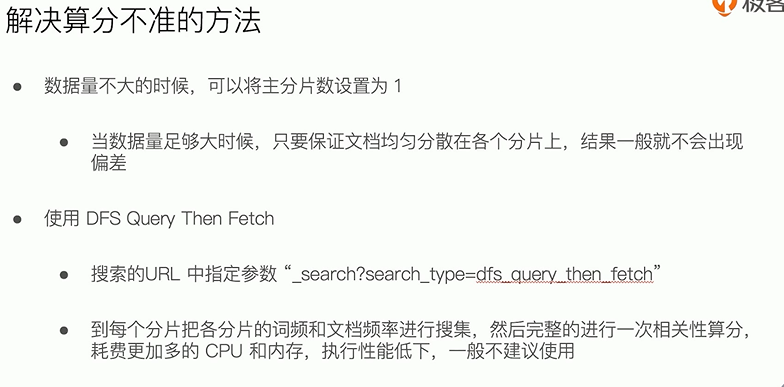 解决算分不准的方法
极客
● 数据量不大的时候，可以将主分片数设置为 1
● 当数据量足够大时候，只要保证文档均匀分散在各个分片上，结果一般就不会出现
偏差
● 使用 DFS Query Then Fetch
● 搜索的URL 中指定参数 “_search?search_type=dfs_query_then_fetch”
● 到每个分片把各分片的词频和文档频率进行搜集，然后完整的进行一次相关性算分，
耗费更加多的 CPU 和内存，执行性能低下，一般不建议使用